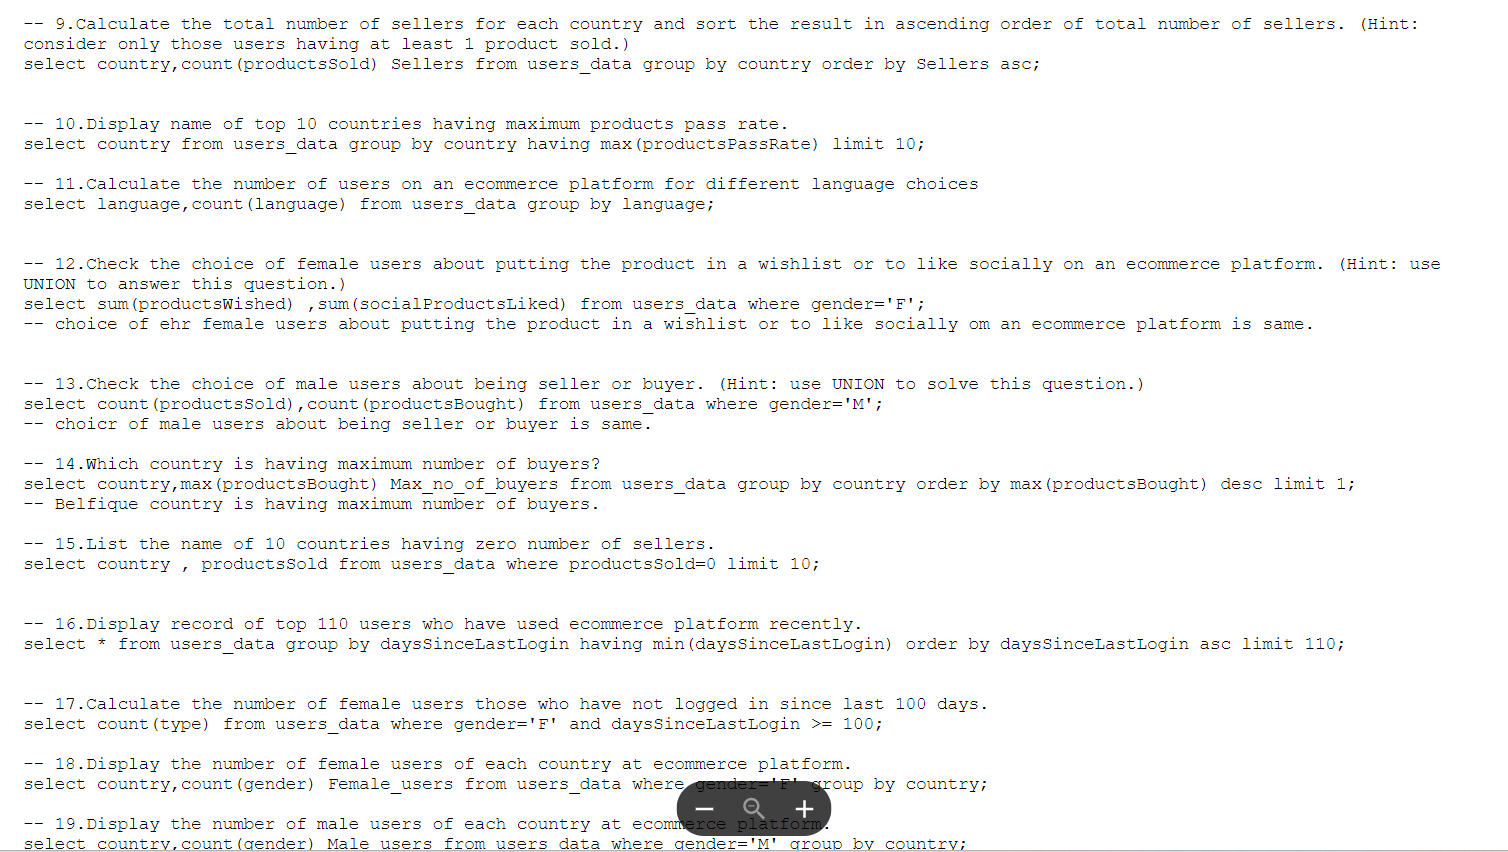 -- 9.Calculate the total number of sellers for each country and sort the result in ascending order of total number of sellers. (Hint:
consider only those users having at least 1 product sold.)
select country,count(productsSold) Sellers from users_data group by country order by Sellers asc;
-- 10.Display name of top 10 countries having maximum products pass rate.
select country from users_data group by country having max(productsPassRate) limit 10;
-- 11.Calculate the number of users on an ecommerce platform for different language choices
select language,count(language) from users_data group by language;
-- 12.Check the choice of female users about putting the product in a wishlist or to like socially on an ecommerce platform. (Hint: use
UNION to answer this question.)
select sum(productsWished) ,sum(socialProductsLiked) from users_data where gender='F';
-- choice of ehr female users about putting the product in a wishlist or to like socially om an ecommerce platform is same.
-- 13.Check the choice of male users about being seller or buyer. (Hint: use UNION to solve this question.)
select count(productsSold),count(productsBought) from users_data where gender='M';
-- choicr of male users about being seller or buyer is same.
-- 14.Which country is having maximum number of buyers?
select country,max(productsBought) Max_no_of_buyers from users_data group by country order by max(productsBought) desc limit 1;
-- Belfique country is having maximum number of buyers.
-- 15.List the name of 10 countries having zero number of sellers.
select country , productsSold from users_data where productsSold=0 limit 10;
-- 16.Display record of top 110 users who have used ecommerce platform recently.
select * from users_data group by daysSinceLastLogin having min(daysSinceLastLogin) order by daysSinceLastLogin asc limit 110;
-- 17.Calculate the number of female users those who have not logged in since last 100 days.
select count(type) from users_data where gender='F' and daysSinceLastLogin >= 100;
-- 18.Display the number of female users of each country at ecommerce platform.
select country,count(gender) Female_users from users_data where gender='F' group by country;
-- 19.Display the number of male users of each country at ecommerce platform.
select country,count(gender) Male_users from users_data where gender='M' group by country;